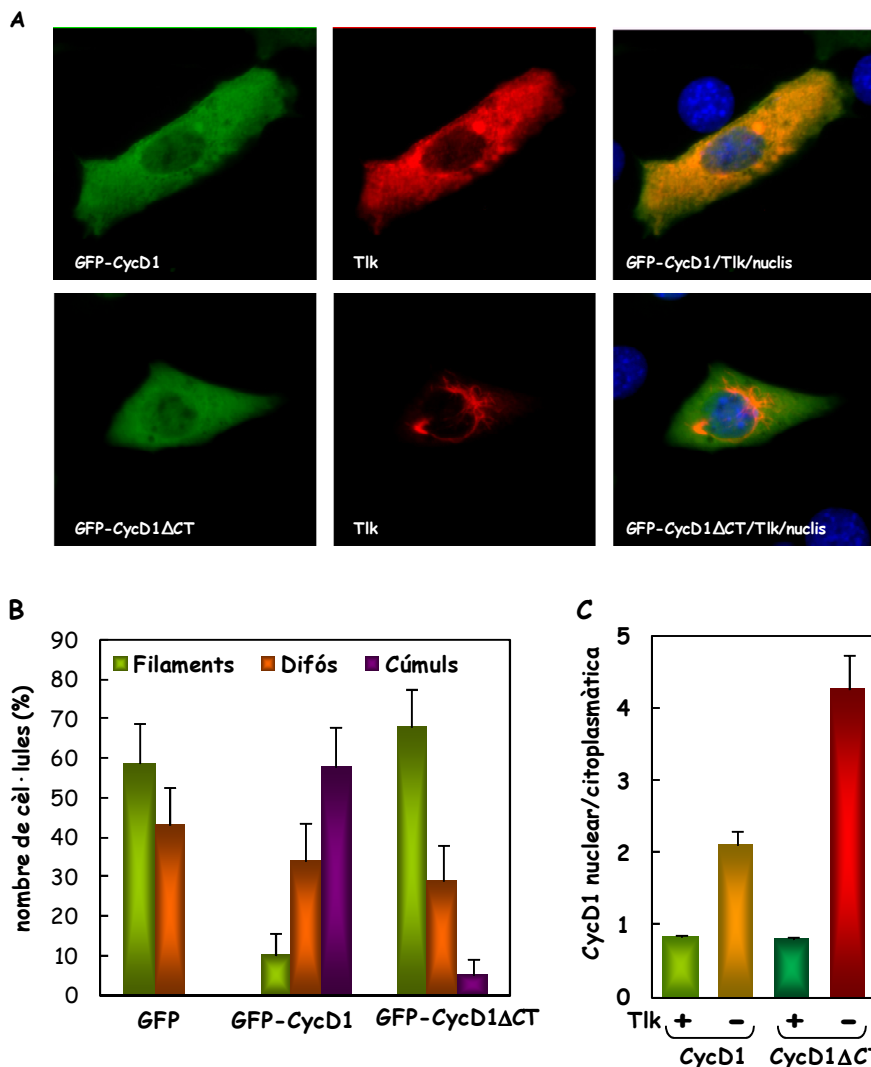 A
GFP-CycD1
Tlk
GFP-CycD1/Tlk/nuclis
GFP-CycD1ΔCT
Tlk
GFP-CycD1ΔCT/Tlk/nuclis
B
nombre de cèl·lules (%)
90
80
70
60
50
40
30
20
10
0
Filaments
Difós
Cúmuls
GFP
GFP-CycD1
GFP-CycD1ΔCT
C
CycD1 nuclear/citoplasmàtica
5
4
3
2
1
0
Tlk + - + -
CycD1
CycD1ΔCT